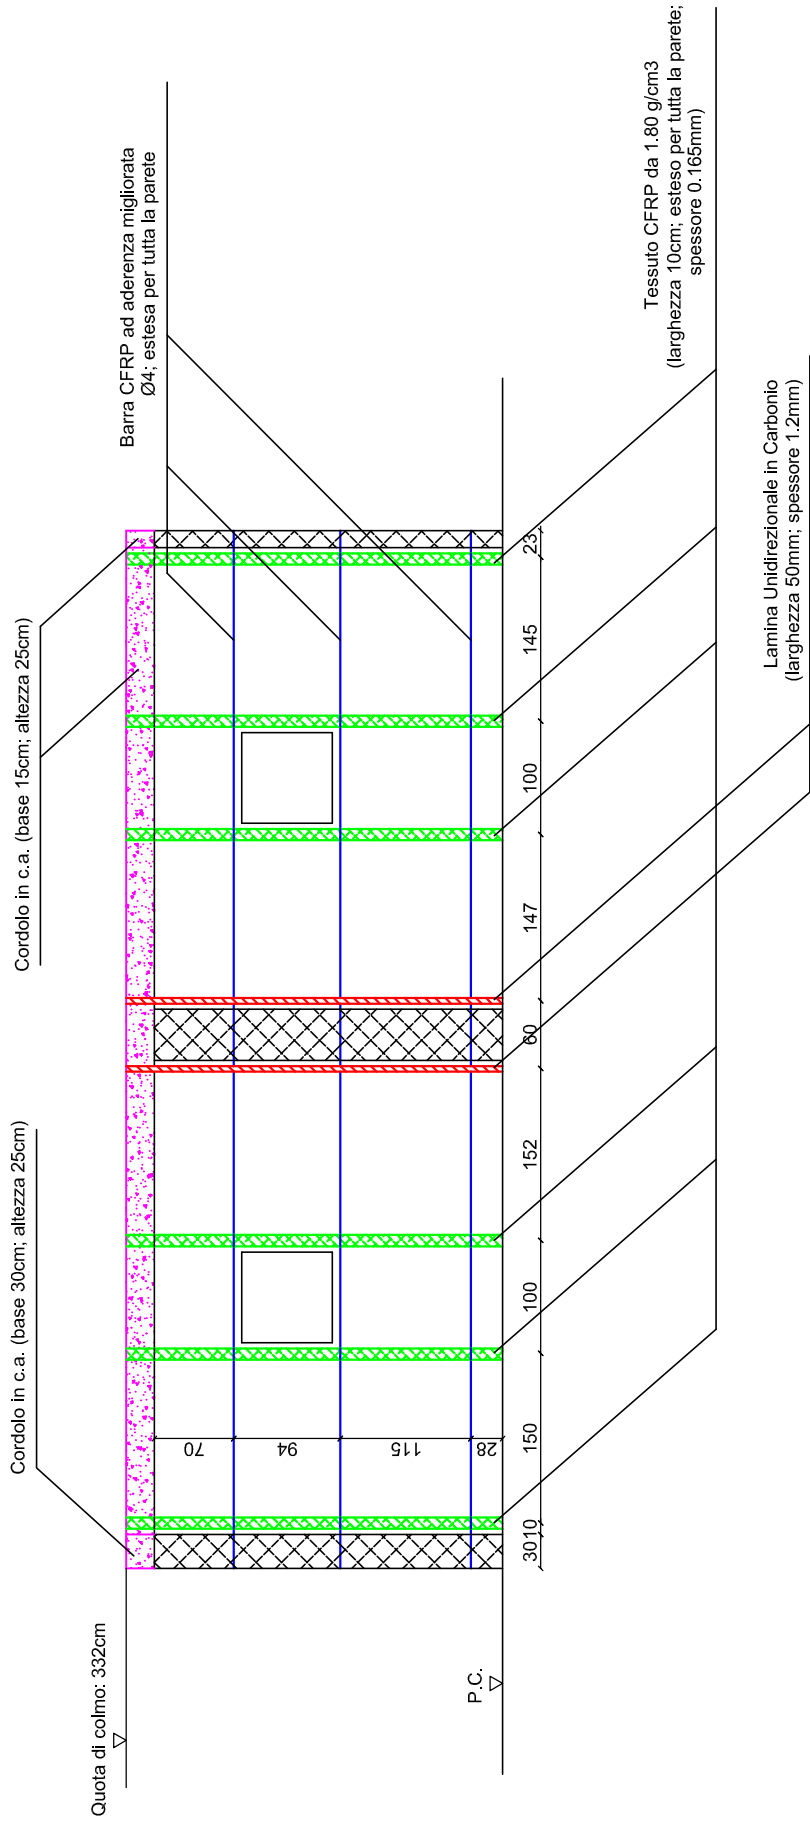 Quota di colmo: 332cm
P.C.
Cordolo in c.a. (base 30cm; altezza 25cm)
Cordolo in c.a. (base 15cm; altezza 25cm)
Barra CFRP ad aderenza migliorata
Ø4; estesa per tutta la parete
70
94
115
28
30
10
150
100
152
60
147
100
145
23
Lamina Unidirezionale in Carbonio
(larghezza 50mm; spessore 1.2mm)
Tessuto CFRP da 1.80 g/cm3
(larghezza 10cm; esteso per tutta la parete;
spessore 0.165mm)